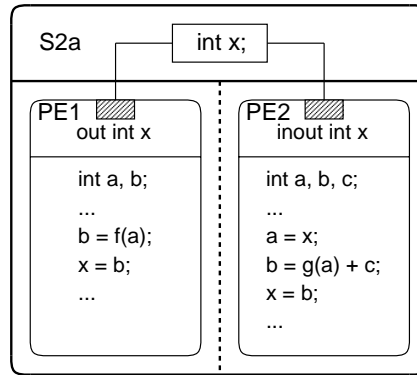 S2a
int x;
PE1
out int x
int a, b;
...
b = f(a);
x = b;
...
PE2
inout int x
int a, b, c;
...
a = x;
b = g(a) + c;
x = b;
...